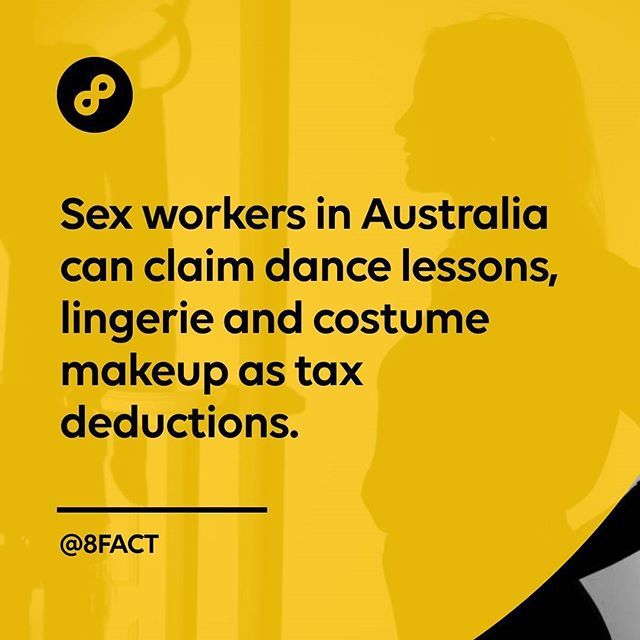 Sex workers in Australia
can claim dance lessons,
lingerie and costume
makeup as tax
deductions.
@8FACT